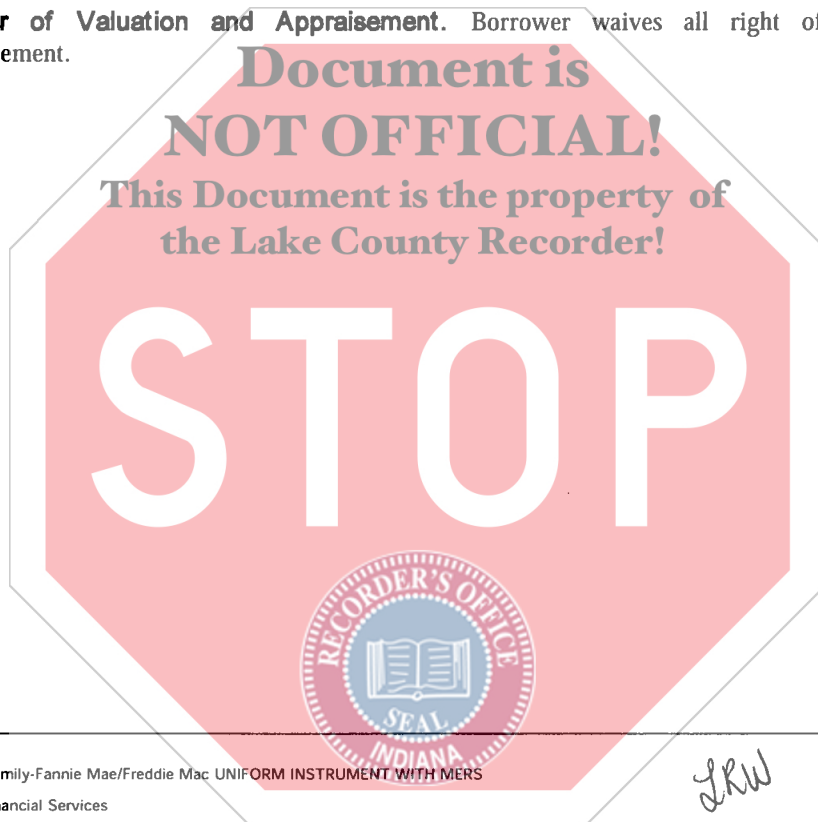 r of Valuation and Appraisement. Borrower waives all right of
ement.
Document is
NOT OFFICIAL!
This Document is the property of
the Lake County Recorder!
STOP
RECORDER'S OFFICE
SEAL
INDIANA
mily-Fannie Mae/Freddie Mac UNIFORM INSTRUMENT WITH MERS
ancial Services
LRW